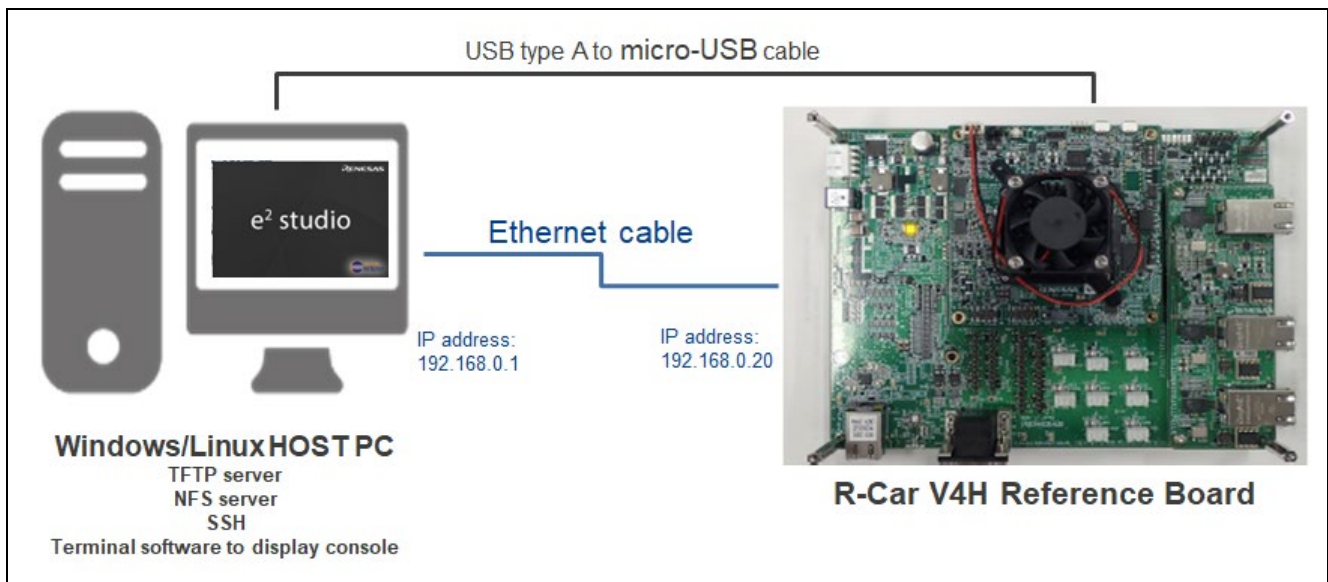 USB type A to micro-USB cable
RENESAS
e² studio
Ethernet cable
IP address:
192.168.0.1
IP address:
192.168.0.20
Windows/Linux HOST PC
TFTP server
NFS server
SSH
Terminal software to display console
R-Car V4H Reference Board